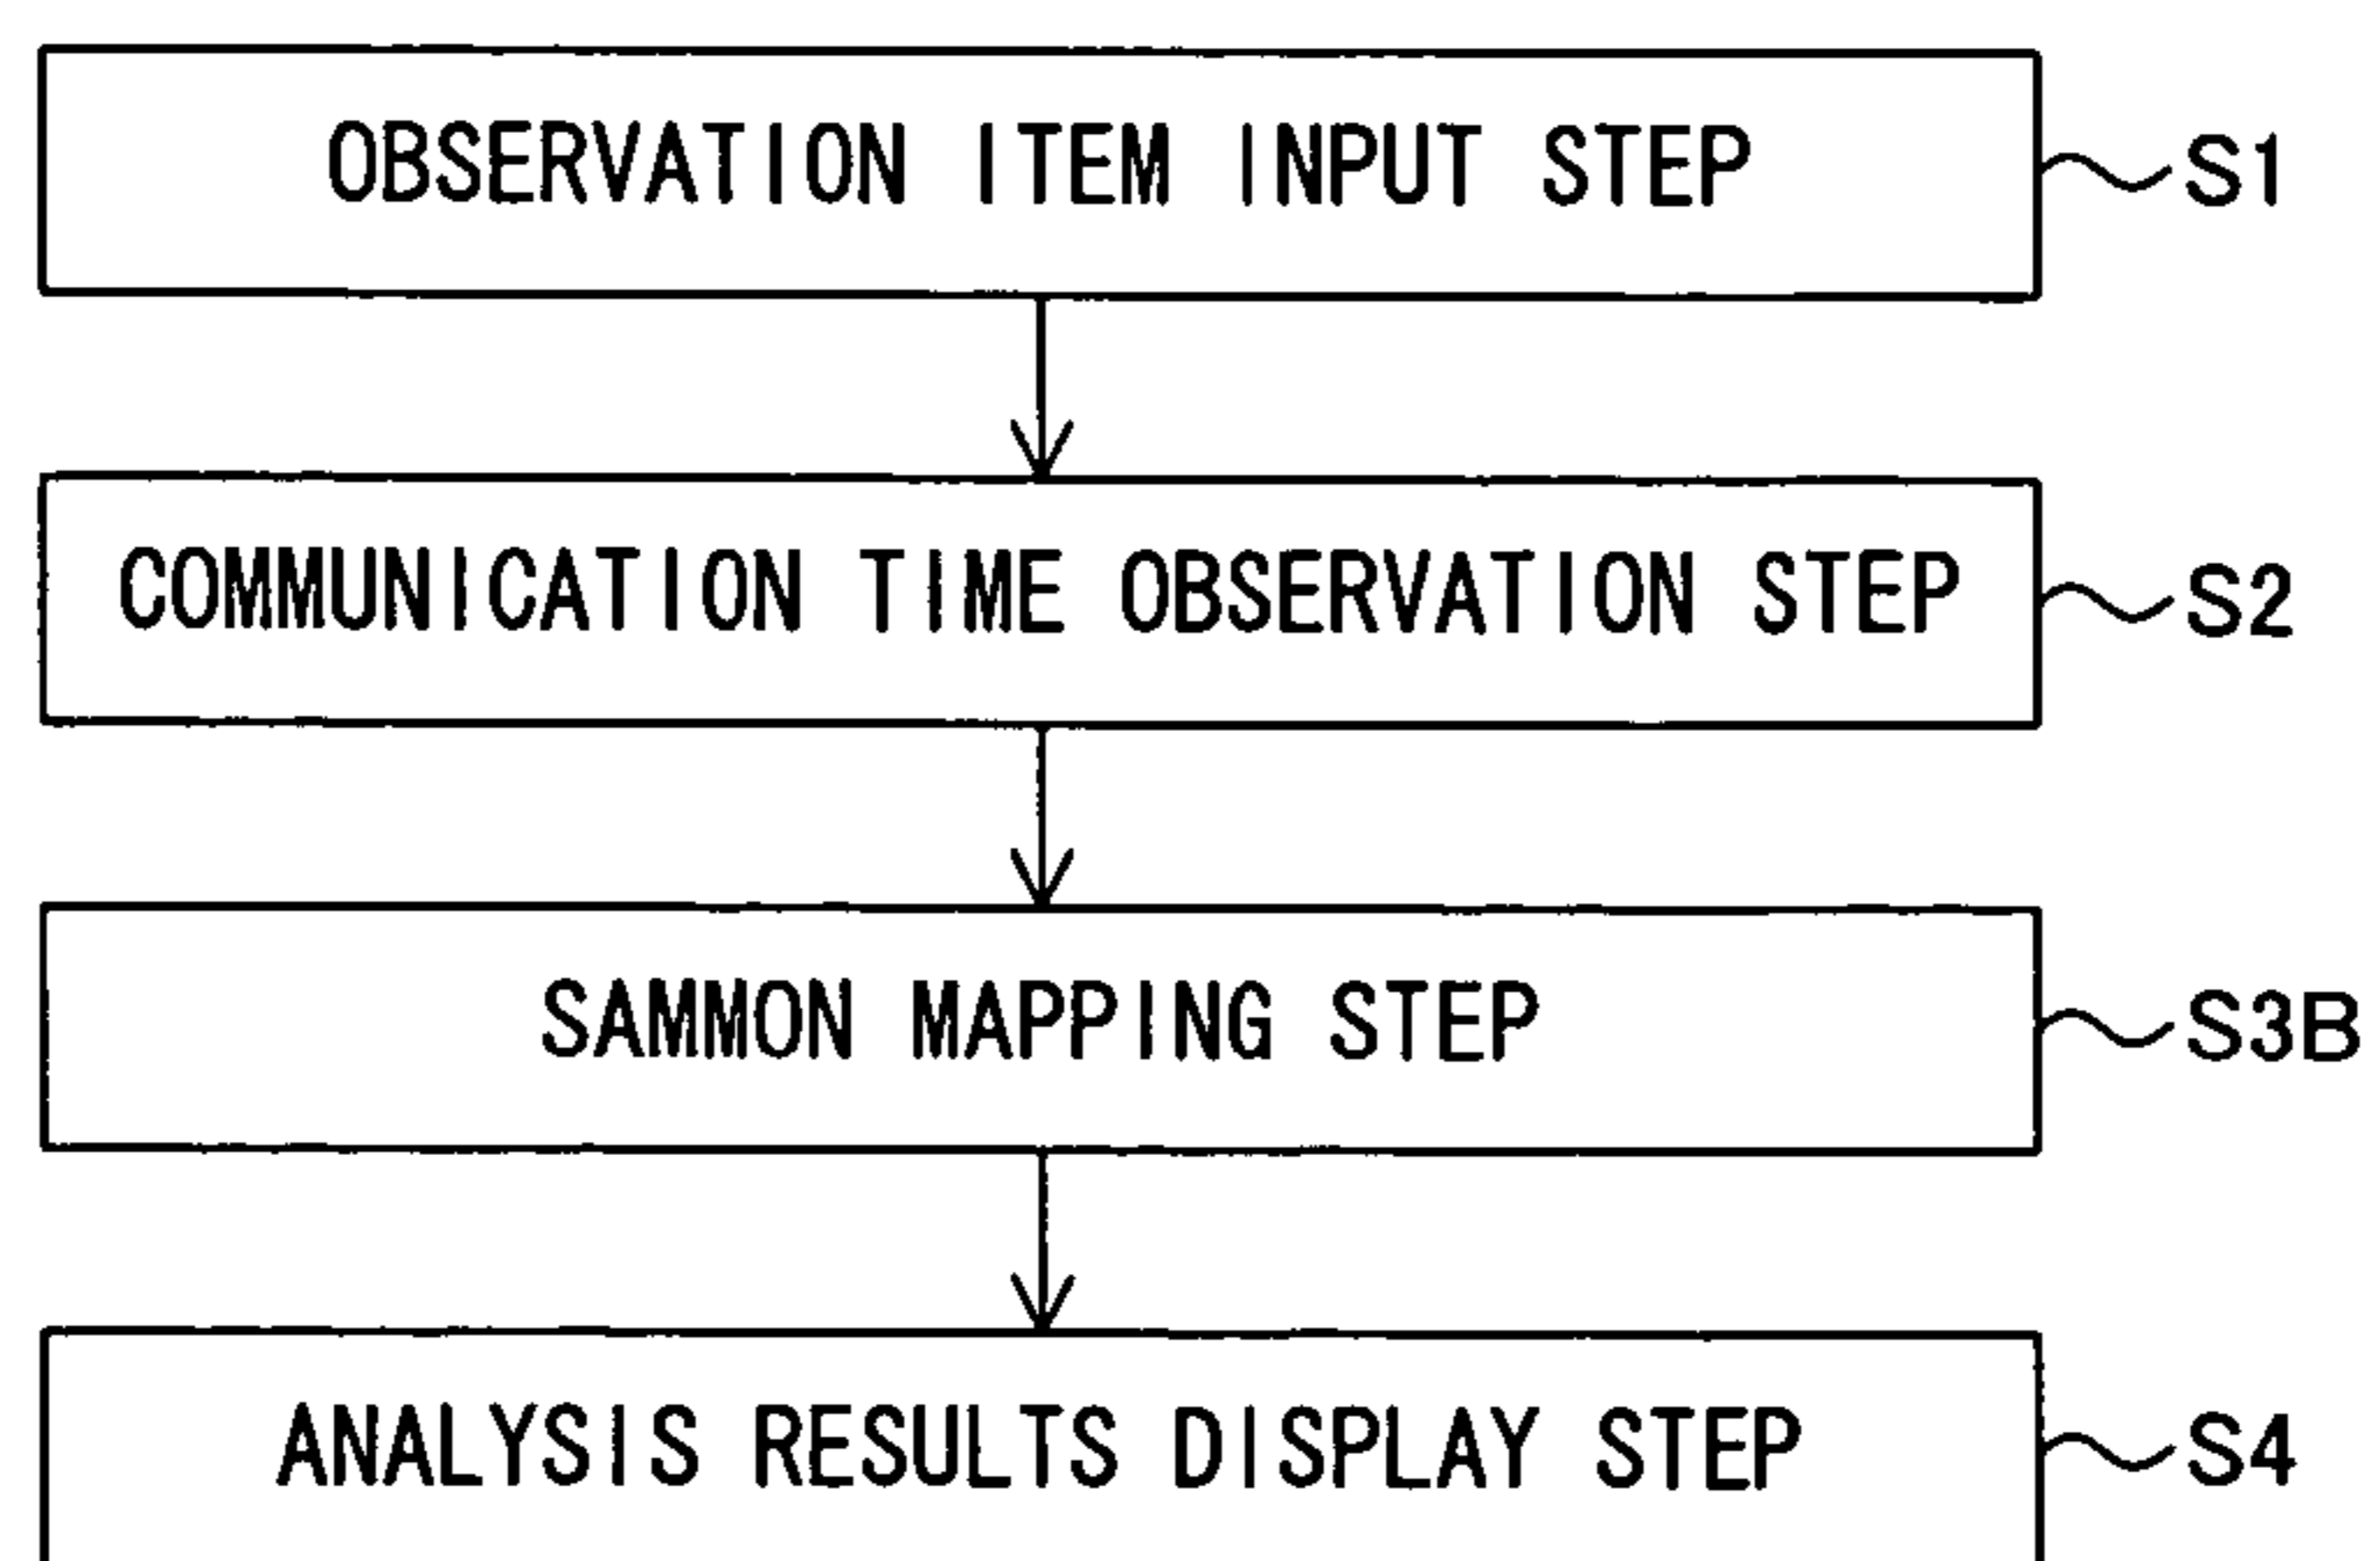 OBSERVATION ITEM INPUT STEP S1
COMMUNICATION TIME OBSERVATION STEP S2
SAMMON MAPPING STEP S3B
ANALYSIS RESULTS DISPLAY STEP S4